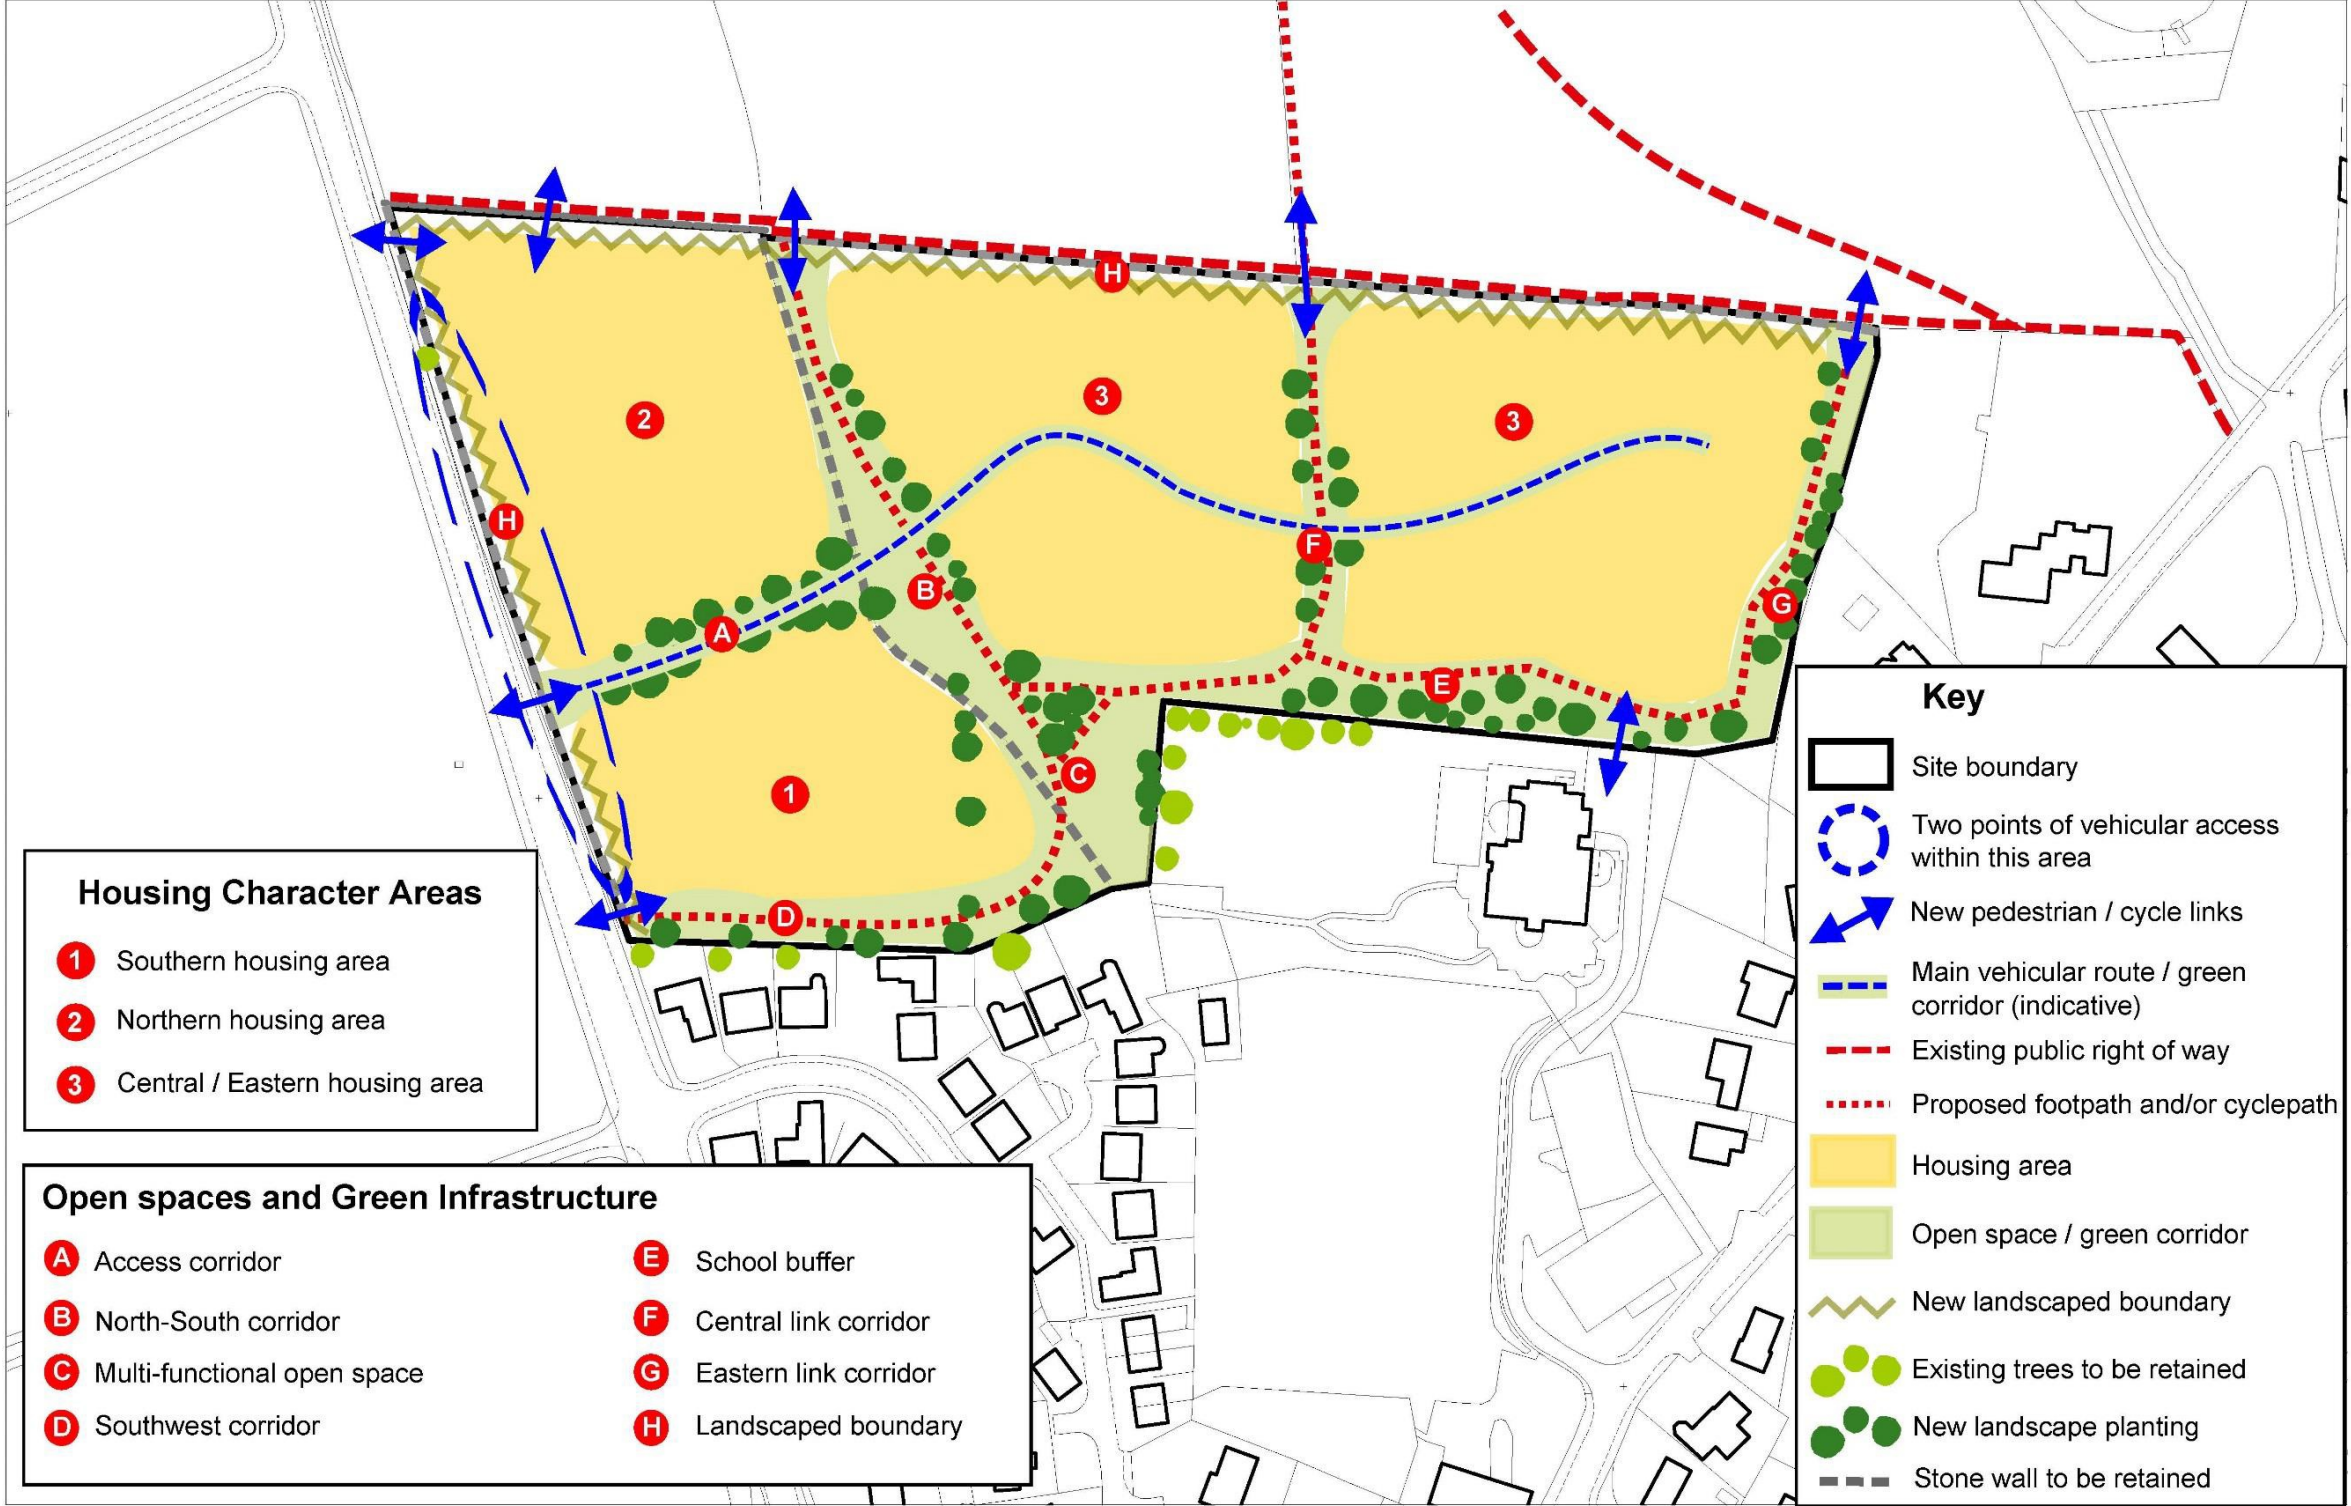 H
2
3
3
H
F
B
A
G
E
C
1
D
Housing Character Areas
1 Southern housing area
2 Northern housing area
3 Central / Eastern housing area
Open spaces and Green Infrastructure
A Access corridor
B North-South corridor
C Multi-functional open space
D Southwest corridor
E School buffer
F Central link corridor
G Eastern link corridor
H Landscaped boundary
Key
Site boundary
Two points of vehicular access
within this area
New pedestrian / cycle links
Main vehicular route / green
corridor (indicative)
Existing public right of way
Proposed footpath and/or cyclepath
Housing area
Open space / green corridor
New landscaped boundary
Existing trees to be retained
New landscape planting
Stone wall to be retained